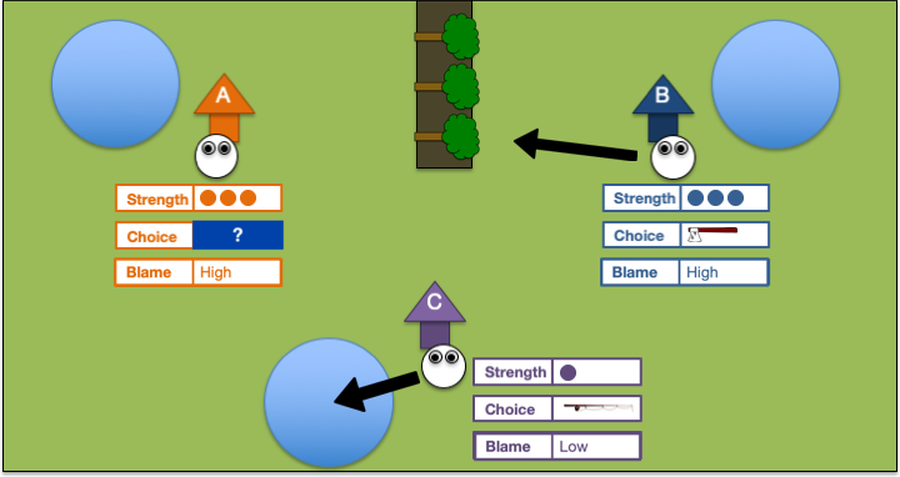 A
B
Strength
Choice ?
Blame High
Strength
Choice
Blame High
C
Strength
Choice
Blame Low